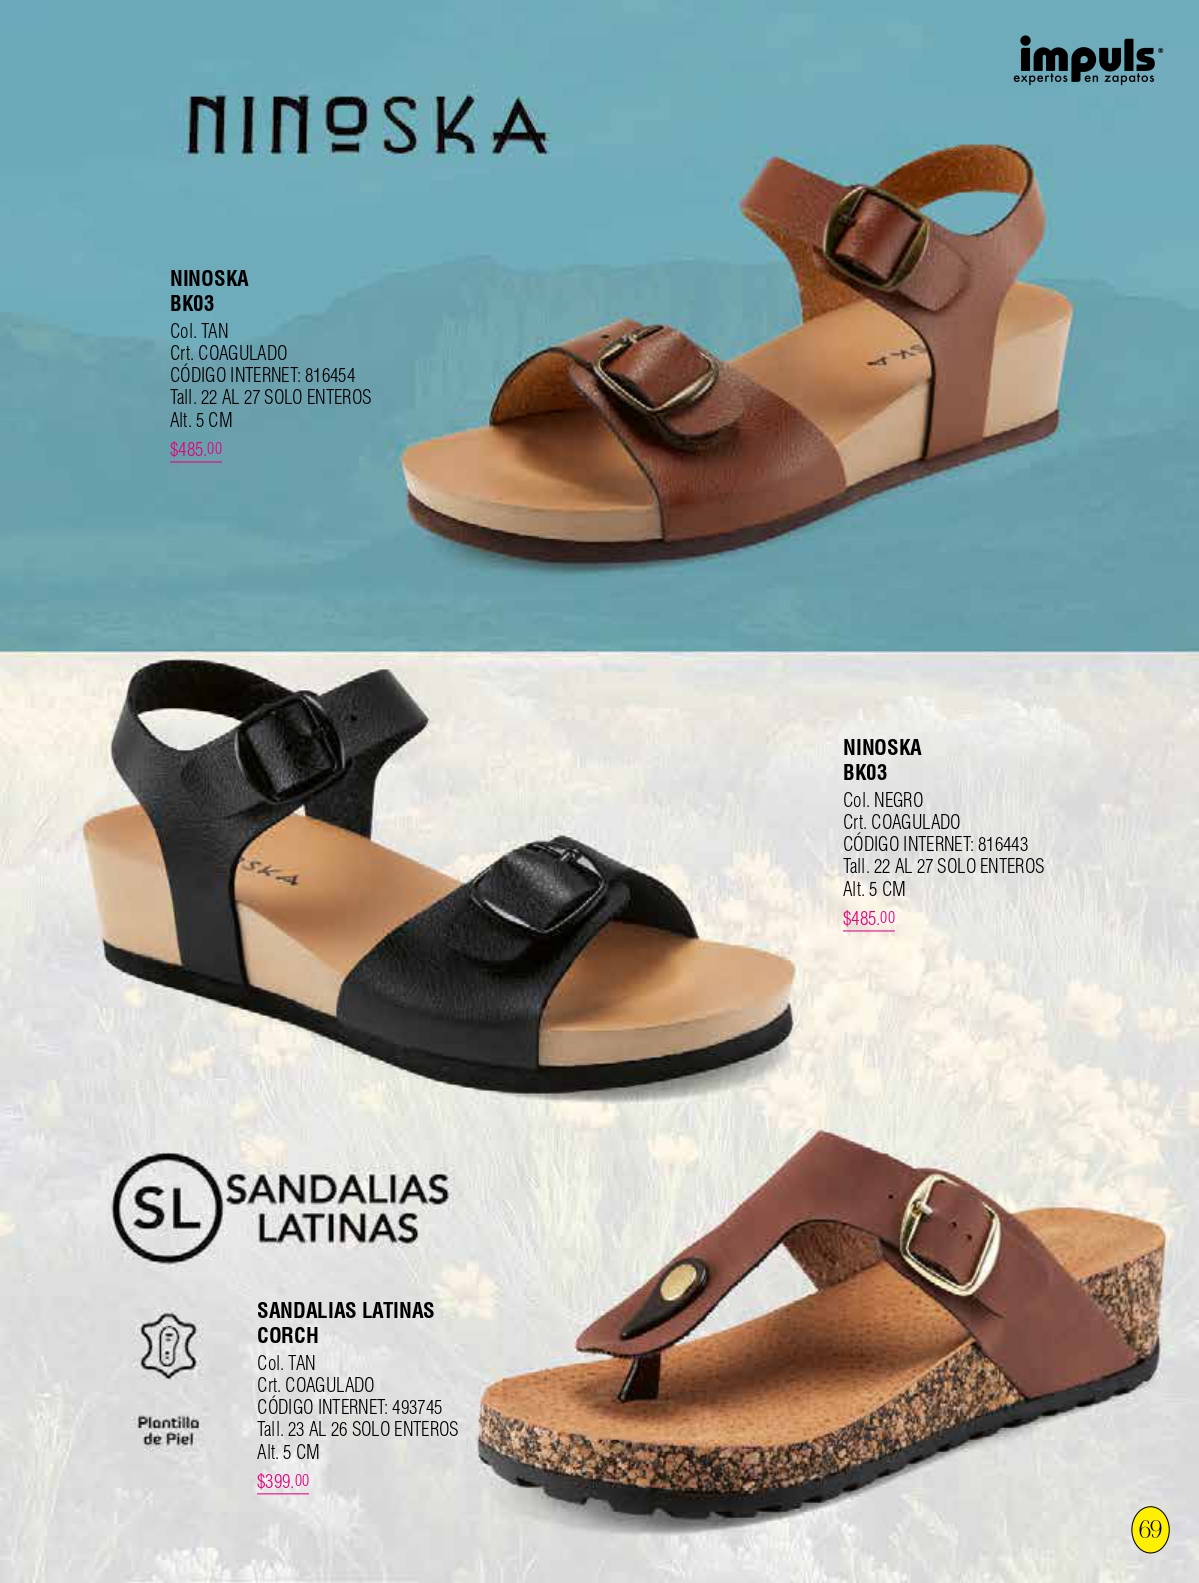 impuls
expertos en zapatos
NINOSKA
NINOSKA
BK03
Col. TAN
Crt. COAGULADO
CÓDIGO INTERNET: 816454
Tall. 22 AL 27 SOLO ENTEROS
Alt. 5 CM
$485.00
SKA
NINOSKA
BK03
Col. NEGRO
Crt. COAGULADO
CÓDIGO INTERNET: 816443
Tall. 22 AL 27 SOLO ENTEROS
Alt. 5 CM
$485.00
OSKA
SL SANDALIAS
LATINAS
SANDALIAS LATINAS
CORCH
Col. TAN
Crt. COAGULADO
CÓDIGO INTERNET: 493745
Tall. 23 AL 26 SOLO ENTEROS
Alt. 5 CM
$399.00
Plantilla
de Piel
69